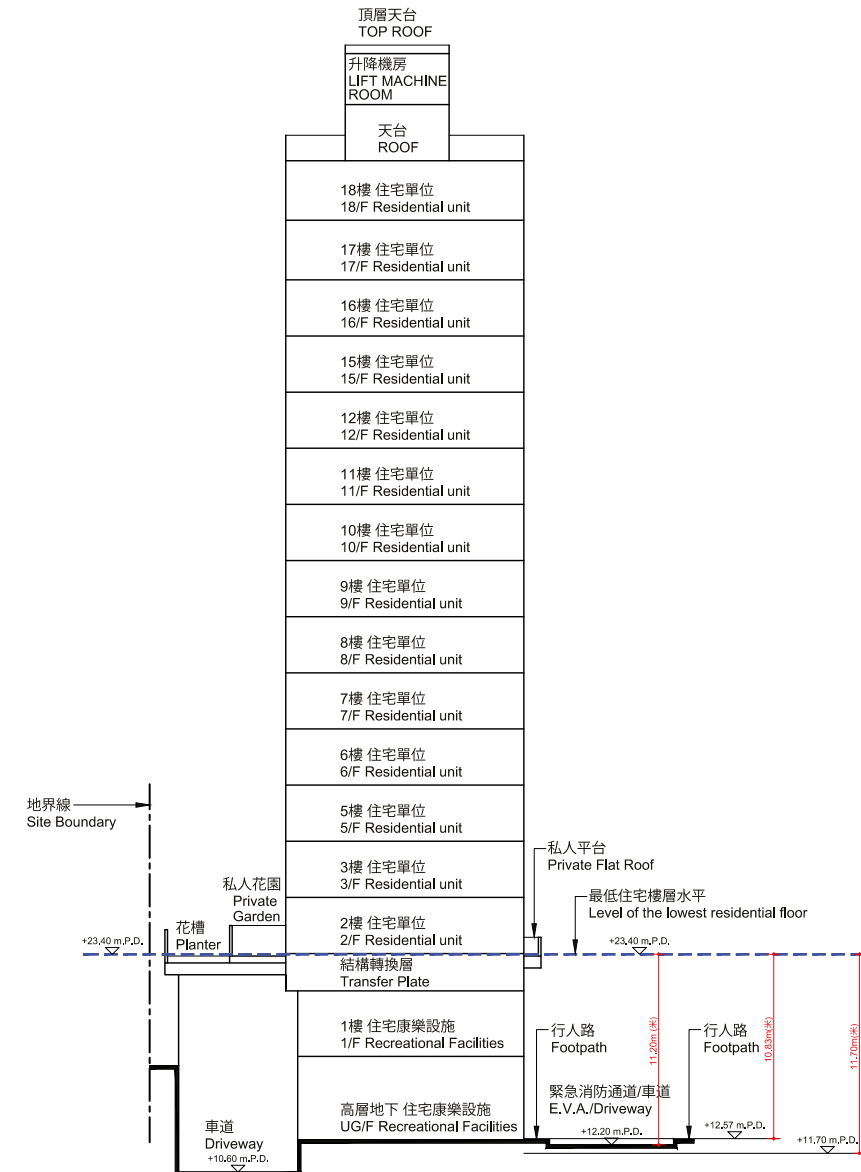 頂層天台
TOP ROOF
升降機房
LIFT MACHINE
ROOM
天台
ROOF
18樓 住宅單位
18/F Residential unit
17樓 住宅單位
17/F Residential unit
16樓 住宅單位
16/F Residential unit
15樓 住宅單位
15/F Residential unit
12樓 住宅單位
12/F Residential unit
11樓 住宅單位
11/F Residential unit
10樓 住宅單位
10/F Residential unit
9樓 住宅單位
9/F Residential unit
8樓 住宅單位
8/F Residential unit
7樓 住宅單位
7/F Residential unit
6樓 住宅單位
6/F Residential unit
5樓 住宅單位
5/F Residential unit
地界線
Site Boundary
3樓 住宅單位
3/F Residential unit
私人平台
Private Flat Roof
私人花園
Private
Garden
最低住宅樓層水平
Level of the lowest residential floor
花槽
Planter
2樓 住宅單位
2/F Residential unit
+23.40 m.P.D.
+23.40 m.P.D.
結構轉換層
Transfer Plate
1樓 住宅康樂設施
1/F Recreational Facilities
行人路
Footpath
行人路
Footpath
11.20m (米)
10.83m(米)
11.70m(米)
緊急消防通道/車道
E.V.A./Driveway
高層地下 住宅康樂設施
UG/F Recreational Facilities
車道
Driveway
+10.60 m.P.D.
+12.20 m.P.D.
+12.57 m.P.D.
+11.70 m.P.D.